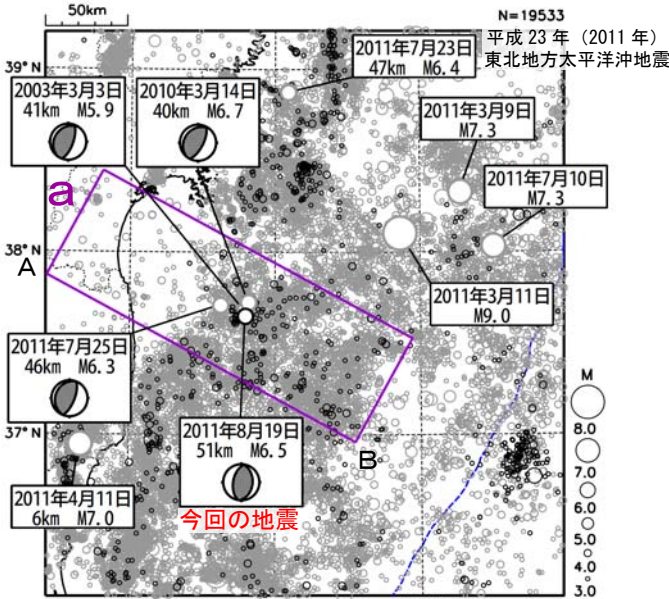 50km
N=19533
平成 23 年（2011 年）
東北地方太平洋沖地震
39°N
2011年7月23日
47km M6.4
2003年3月3日
41km M5.9
2010年3月14日
40km M6.7
2011年3月9日
M7.3
2011年7月10日
M7.3
a
38°N
A
2011年3月11日
M9.0
2011年7月25日
46km M6.3
37°N
2011年8月19日
51km M6.5
B
今回の地震
2011年4月11日
6km M7.0
M
8.0
7.0
6.0
5.0
4.0
3.0